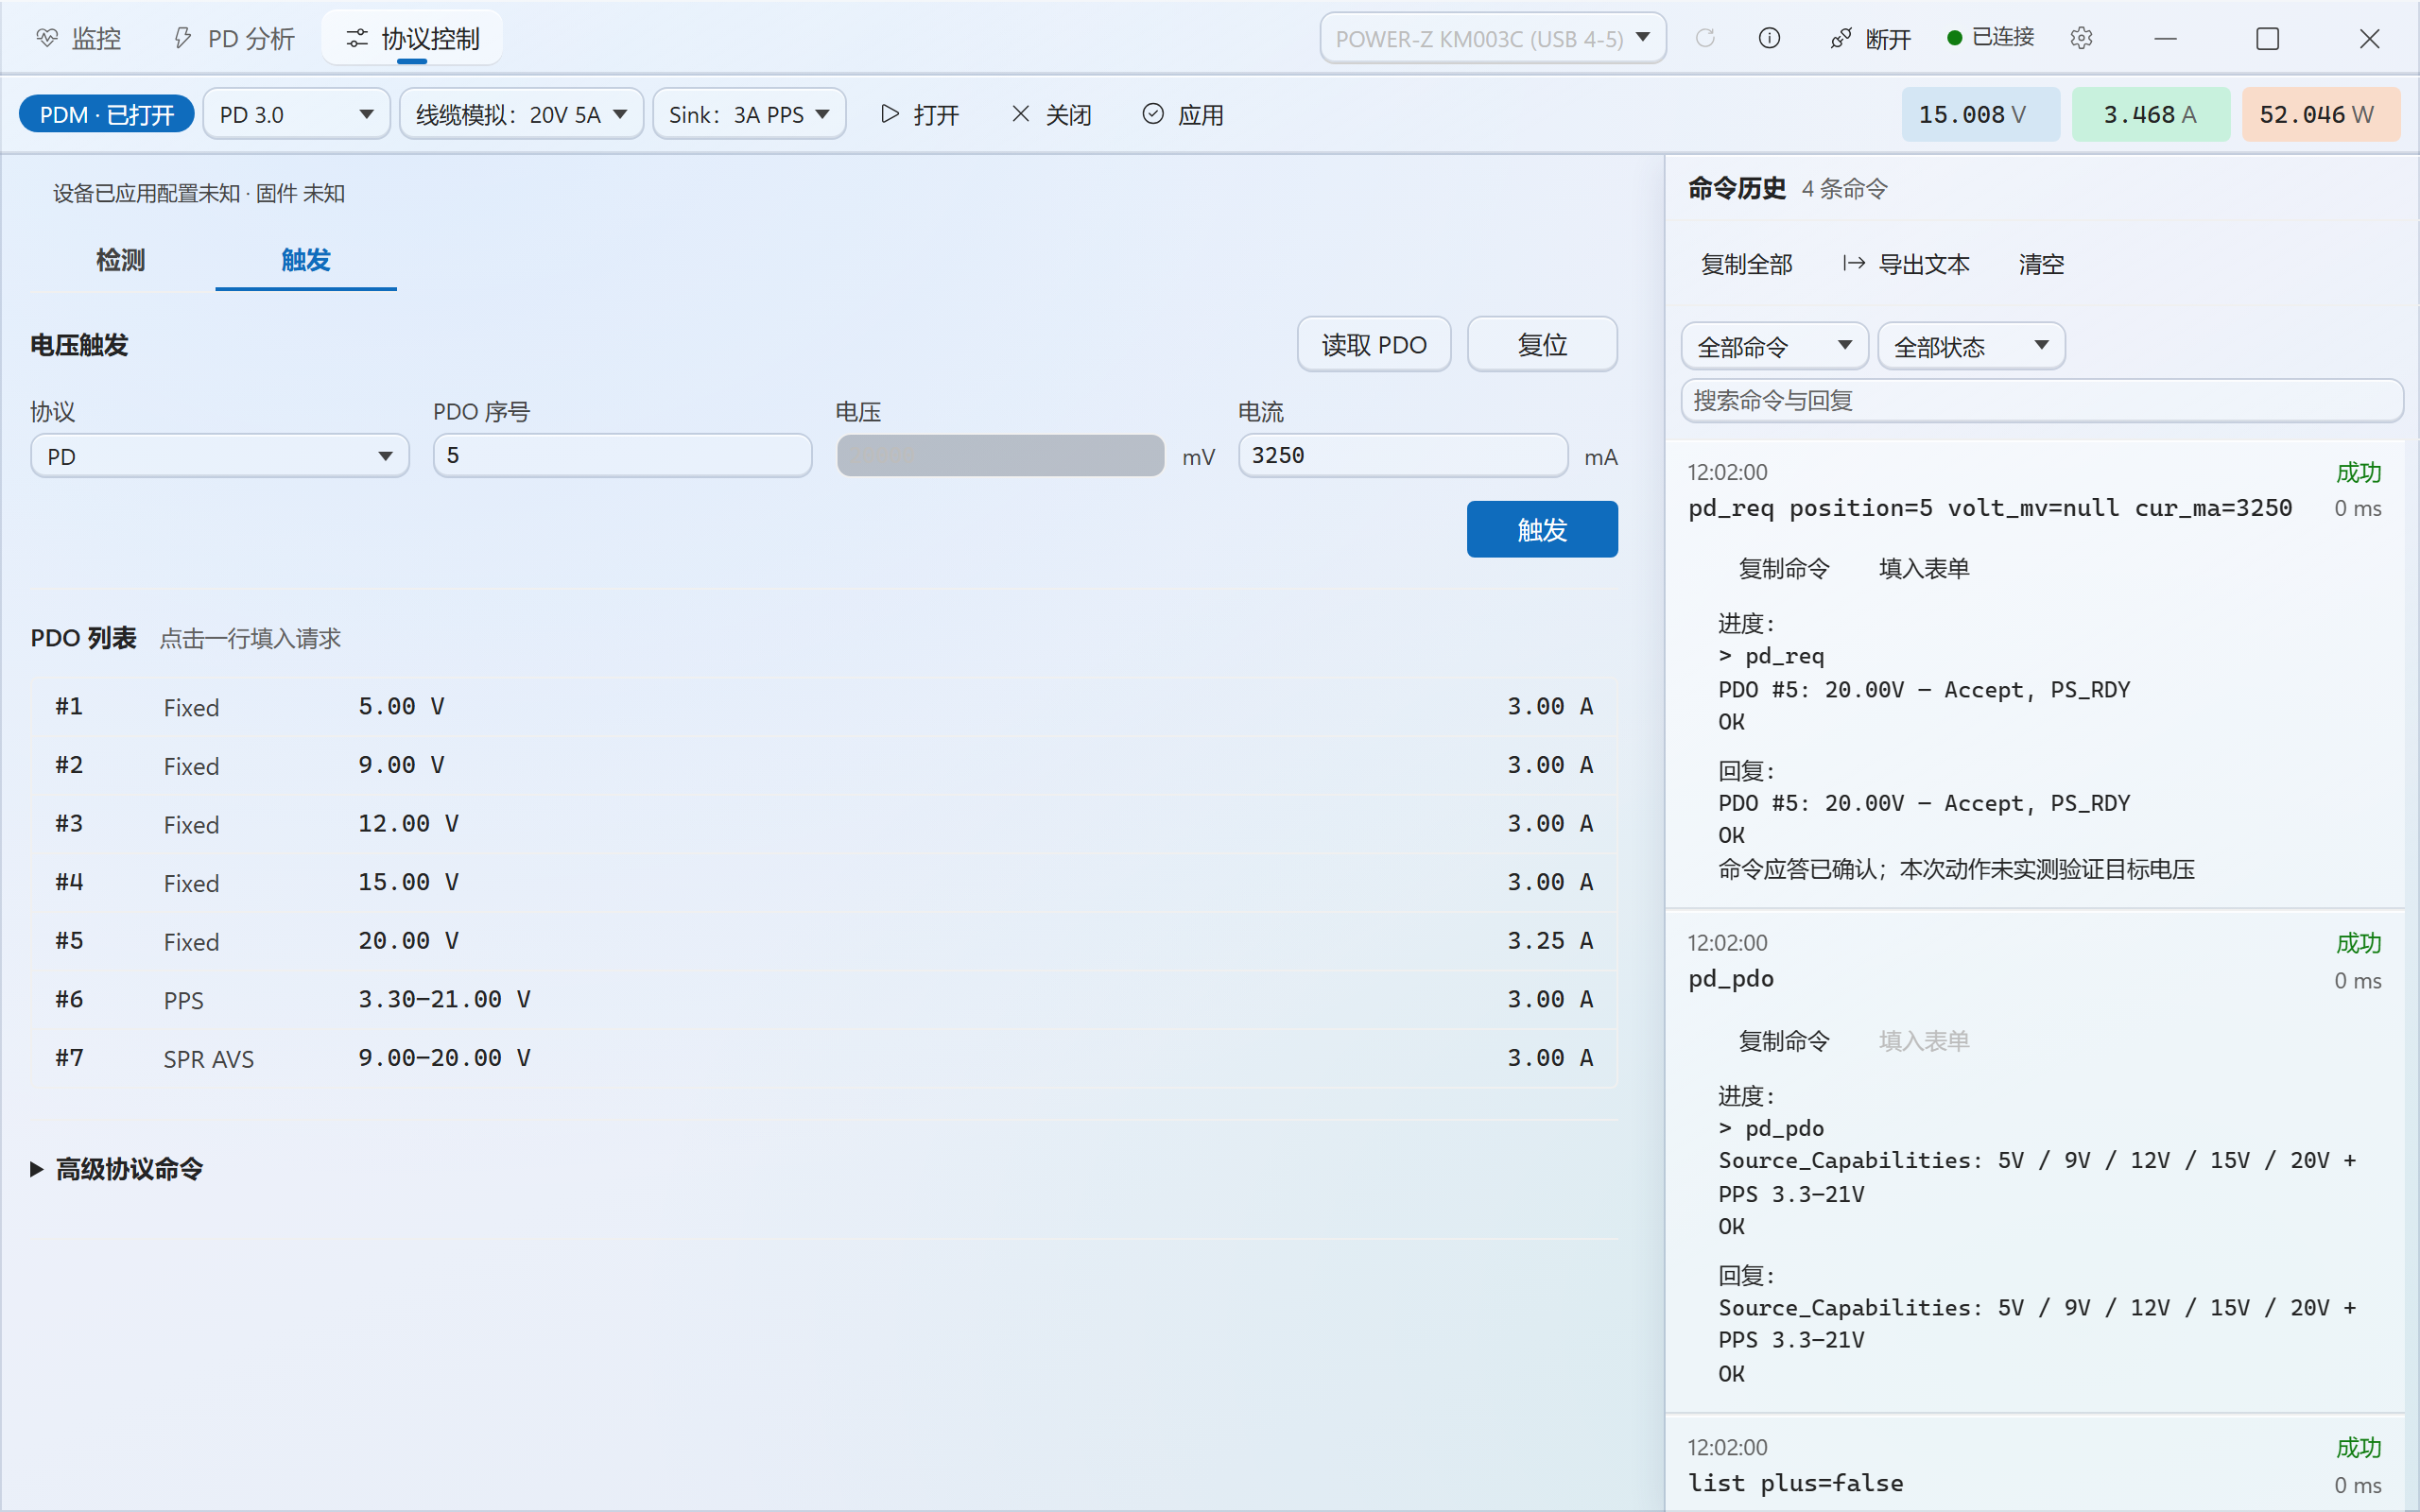 监控
PD 分析
协议控制
POWER-Z KM003C (USB 4-5)
断开
已连接
PDM · 已打开
PD 3.0
线缆模拟：20V 5A
Sink：3A PPS
打开
关闭
应用
15.008 V
3.468 A
52.046 W
设备已应用配置未知 · 固件 未知
检测
触发
电压触发
读取 PDO
复位
协议
PDO 序号
电压
电流
PD
5
mV
3250
mA
触发
PDO 列表 点击一行填入请求
#1 Fixed 5.00 V 3.00 A
#2 Fixed 9.00 V 3.00 A
#3 Fixed 12.00 V 3.00 A
#4 Fixed 15.00 V 3.00 A
#5 Fixed 20.00 V 3.25 A
#6 PPS 3.30–21.00 V 3.00 A
#7 SPR AVS 9.00–20.00 V 3.00 A
高级协议命令
命令历史 4 条命令
复制全部
导出文本
清空
全部命令
全部状态
搜索命令与回复
12:02:00 成功
pd_req position=5 volt_mv=null cur_ma=3250 0 ms
复制命令 填入表单
进度：
> pd_req
PDO #5: 20.00V — Accept, PS_RDY
OK
回复：
PDO #5: 20.00V — Accept, PS_RDY
OK
命令应答已确认；本次动作未实测验证目标电压
12:02:00 成功
pd_pdo 0 ms
复制命令 填入表单
进度：
> pd_pdo
Source_Capabilities: 5V / 9V / 12V / 15V / 20V +
PPS 3.3–21V
OK
回复：
Source_Capabilities: 5V / 9V / 12V / 15V / 20V +
PPS 3.3–21V
OK
12:02:00 成功
list plus=false 0 ms